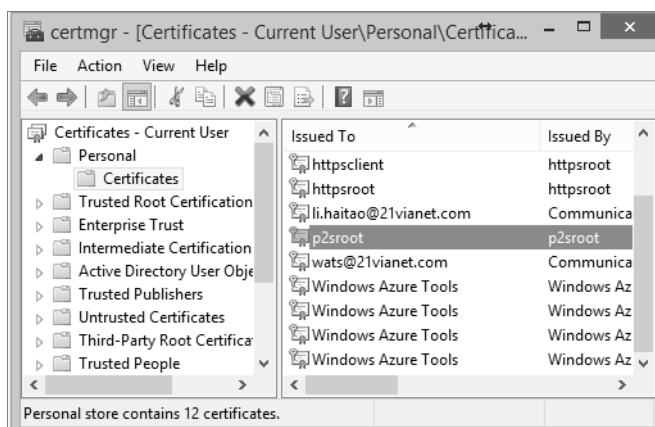 certmgr - [Certificates - Current User\Personal\Certifica...
File Action View Help
Certificates - Current User
Personal
Certificates
Trusted Root Certification
Enterprise Trust
Intermediate Certification
Active Directory User Obje
Trusted Publishers
Untrusted Certificates
Third-Party Root Certifica
Trusted People
Issued To Issued By
httpsclient httpsroot
httpsroot httpsroot
li.haitao@21vianet.com Communica
p2sroot p2sroot
wats@21vianet.com Communica
Windows Azure Tools Windows Az
Windows Azure Tools Windows Az
Windows Azure Tools Windows Az
Windows Azure Tools Windows Az
Personal store contains 12 certificates.